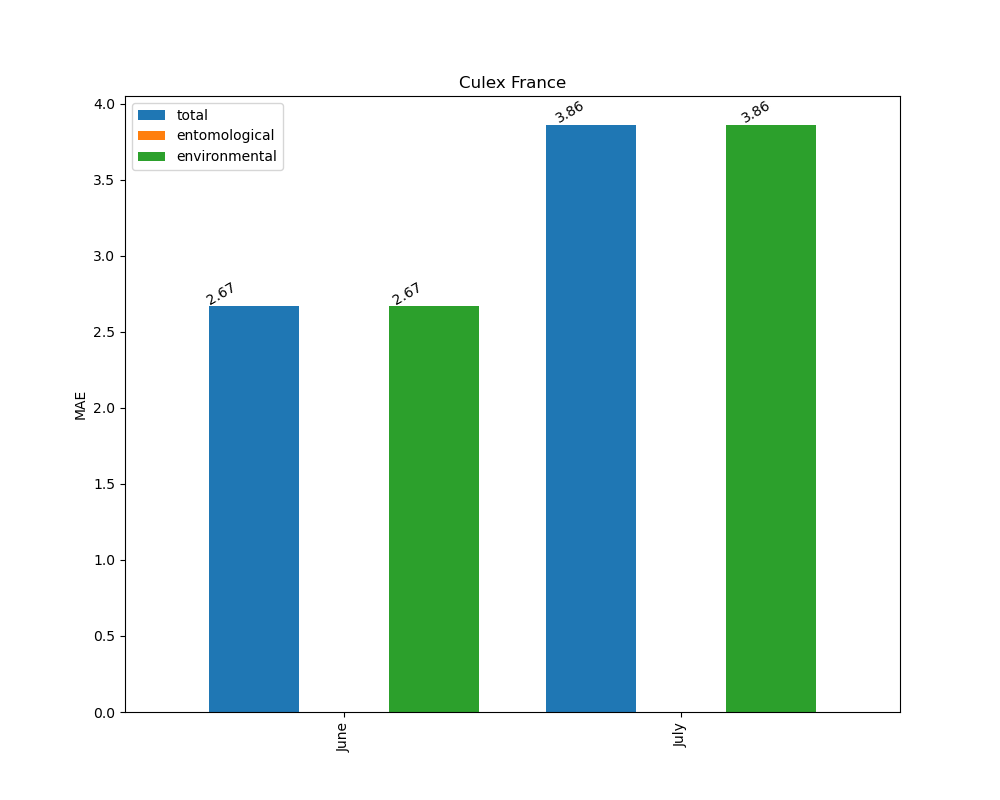 Culex France
total
entomological
environmental
4.0
3.5
3.0
2.5
2.0
1.5
1.0
0.5
0.0
MAE
2.67
2.67
3.86
3.86
June
July